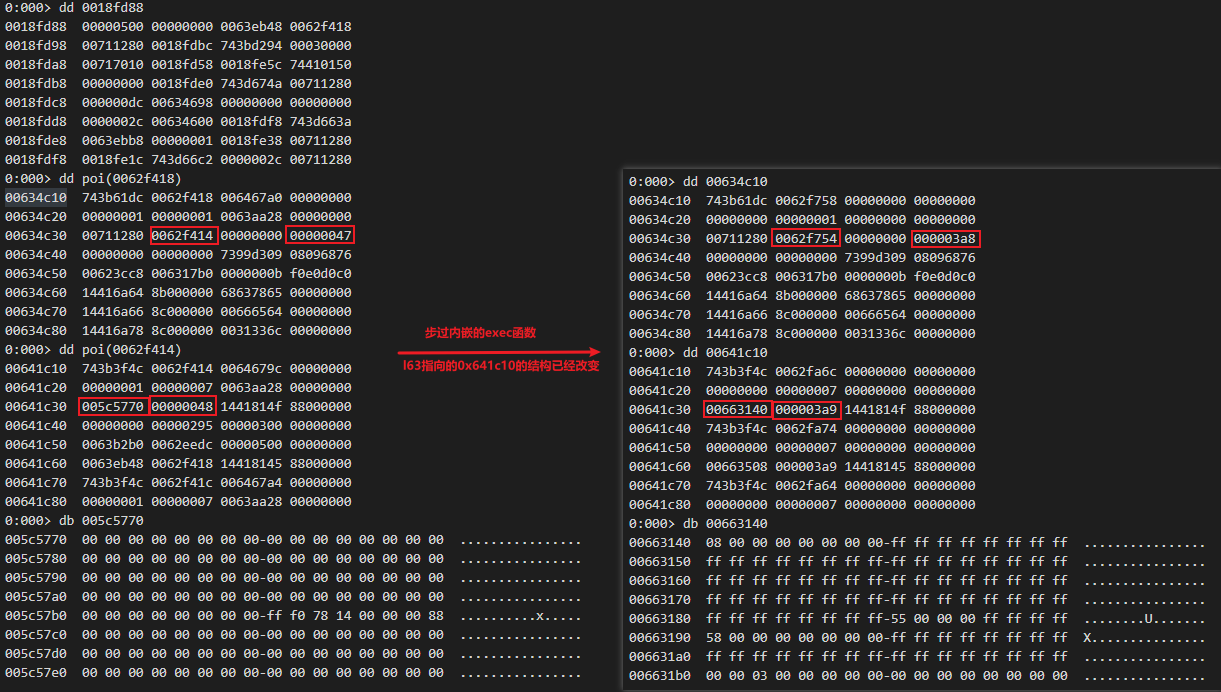 0:000> dd 0018fd88
0018fd88  00000500 00000000 0063eb48 0062f418
0018fd98  00711280 0018fdbc 743bd294 00030000
0018fda8  00717010 0018fd58 0018fe5c 74410150
0018fdb8  00000000 0018fde0 743d674a 00711280
0018fdc8  000000dc 00634698 00000000 00000000
0018fdd8  0000002c 00634600 0018fdf8 743d663a
0018fde8  0063ebb8 00000001 0018fe38 00711280
0018fdf8  0018fe1c 743d66c2 0000002c 00711280
0:000> dd poi(0062f418)
00634c10  743b61dc 0062f418 006467a0 00000000
00634c20  00000001 00000001 0063aa28 00000000
00634c30  00711280 0062f414 00000000 00000047
00634c40  00000000 00000000 7399d309 08096876
00634c50  00623cc8 006317b0 0000000b f0e0d0c0
00634c60  14416a64 8b000000 68637865 00000000
00634c70  14416a66 8c000000 00666564 00000000
00634c80  14416a78 8c000000 0031336c 00000000
0:000> dd poi(0062f414)
00641c10  743b3f4c 0062f414 0064679c 00000000
00641c20  00000001 00000007 0063aa28 00000000
00641c30  005c5770 00000048 1441814f 88000000
00641c40  00000000 00000295 00000300 00000000
00641c50  0063b2b0 0062eedc 00000500 00000000
00641c60  0063eb48 0062f418 14418145 88000000
00641c70  743b3f4c 0062f41c 006467a4 00000000
00641c80  00000001 00000007 0063aa28 00000000
0:000> db 005c5770
005c5770  00 00 00 00 00 00 00 00-00 00 00 00 00 00 00 00  ................
005c5780  00 00 00 00 00 00 00 00-00 00 00 00 00 00 00 00  ................
005c5790  00 00 00 00 00 00 00 00-00 00 00 00 00 00 00 00  ................
005c57a0  00 00 00 00 00 00 00 00-00 00 00 00 00 00 00 00  ................
005c57b0  00 00 00 00 00 00 00 00-ff f0 78 14 00 00 00 88  ..........x.....
005c57c0  00 00 00 00 00 00 00 00-00 00 00 00 00 00 00 00  ................
005c57d0  00 00 00 00 00 00 00 00-00 00 00 00 00 00 00 00  ................
005c57e0  00 00 00 00 00 00 00 00-00 00 00 00 00 00 00 00  ................
步过内嵌的exec函数
l63指向的0x641c10的结构已经改变
0:000> dd 00634c10
00634c10  743b61dc 0062f758 00000000 00000000
00634c20  00000000 00000001 00000000 00000000
00634c30  00711280 0062f754 00000000 000003a8
00634c40  00000000 00000000 7399d309 08096876
00634c50  00623cc8 006317b0 0000000b f0e0d0c0
00634c60  14416a64 8b000000 68637865 00000000
00634c70  14416a66 8c000000 00666564 00000000
00634c80  14416a78 8c000000 0031336c 00000000
0:000> dd 00641c10
00641c10  743b3f4c 0062fa6c 00000000 00000000
00641c20  00000000 00000007 00000000 00000000
00641c30  00663140 000003a9 1441814f 88000000
00641c40  743b3f4c 0062fa74 00000000 00000000
00641c50  00000000 00000007 00000000 00000000
00641c60  00663508 000003a9 14418145 88000000
00641c70  743b3f4c 0062fa64 00000000 00000000
00641c80  00000000 00000007 00000000 00000000
0:000> db 00663140
00663140  08 00 00 00 00 00 00 00-ff ff ff ff ff ff ff ff  ................
00663150  ff ff ff ff ff ff ff ff-ff ff ff ff ff ff ff ff  ................
00663160  ff ff ff ff ff ff ff ff-ff ff ff ff ff ff ff ff  ................
00663170  ff ff ff ff ff ff ff ff-ff ff ff ff ff ff ff ff  ................
00663180  ff ff ff ff ff ff ff ff-55 00 00 00 ff ff ff ff  ........U.......
00663190  58 00 00 00 00 00 00 00-ff ff ff ff ff ff ff ff  X...............
006631a0  ff ff ff ff ff ff ff ff-ff ff ff ff ff ff ff ff  ................
006631b0  00 00 03 00 00 00 00 00-00 00 00 00 00 00 00 00  ................